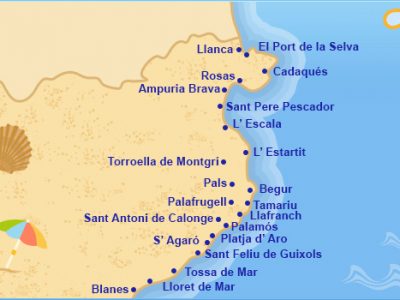 Llanca
El Port de la Selva
Cadaqués
Rosas
Ampuria Brava
Sant Pere Pescador
L' Escala
L' Estartit
Torroella de Montgri
Pals
Begur
Palafrugell
Tamariu
Llafranch
Sant Antoni de Calonge
Palamós
S' Agaró
Platja d' Aro
Sant Feliu de Guixols
Tossa de Mar
Lloret de Mar
Blanes